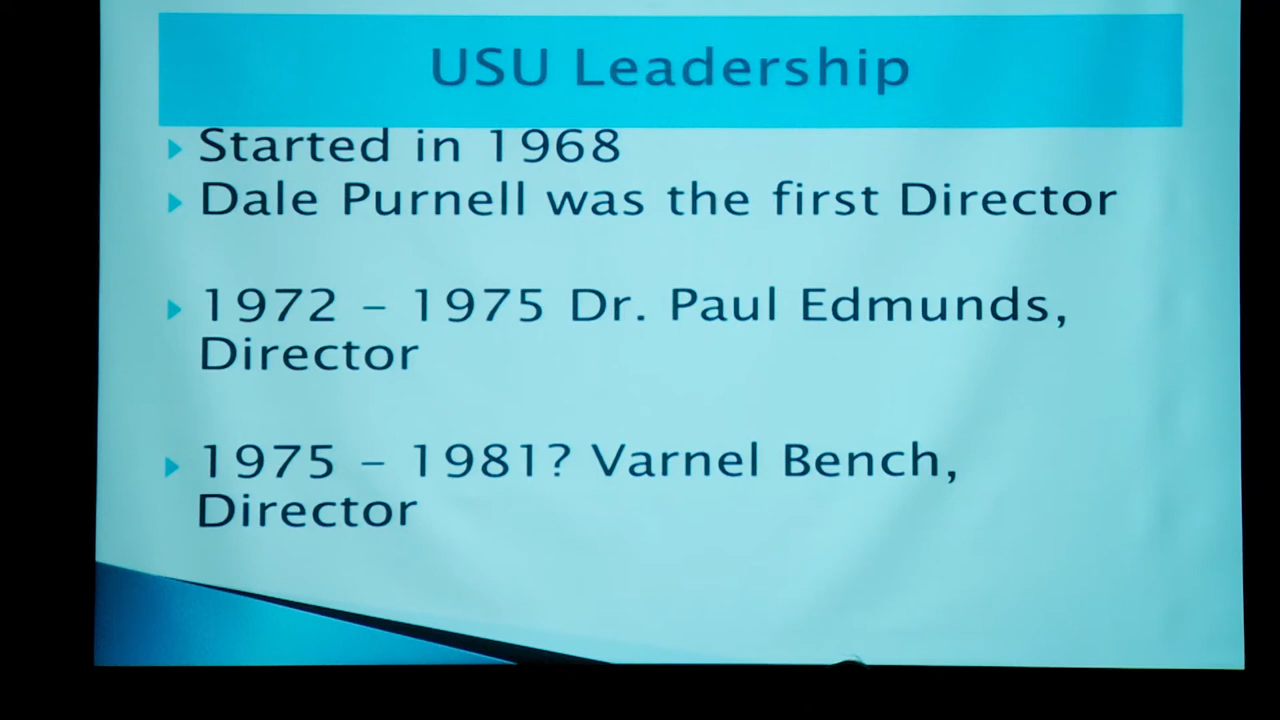 USU Leadership
Started in 1968
Dale Purnell was the first Director
1972 – 1975 Dr. Paul Edmunds,
Director
1975 – 1981? Varnel Bench,
Director